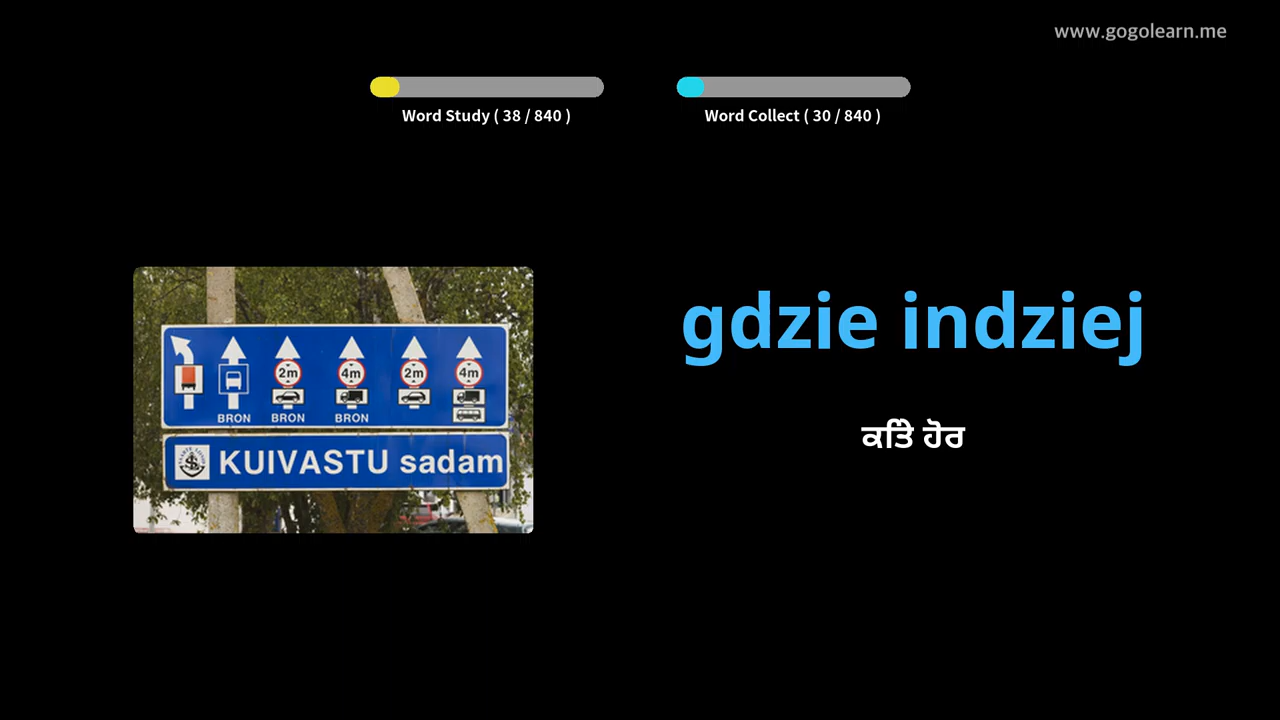 www.gogolearn.me
Word Study ( 38 / 840 )
Word Collect ( 30 / 840 )
2m
4m
2m
4m
BRON
BRON
BRON
KUIVASTU sadam
gdzie indziej
ਕਿਤੇ ਹੋਰ